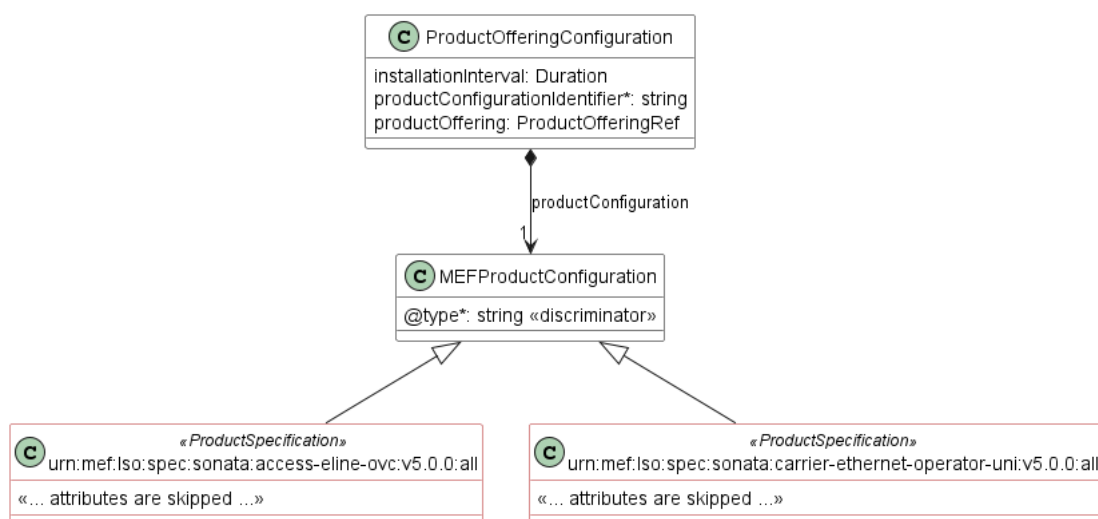 C ProductOfferingConfiguration
installationInterval: Duration
productConfigurationIdentifier*: string
productOffering: ProductOfferingRef
productConfiguration
1
C MEFProductConfiguration
@type*: string «discriminator»
«ProductSpecification»
C urn:mef:lso:spec:sonata:access-eline-ovc:v5.0.0:all
«... attributes are skipped ...»
«ProductSpecification»
C urn:mef:lso:spec:sonata:carrier-ethernet-operator-uni:v5.0.0:all
«... attributes are skipped ...»